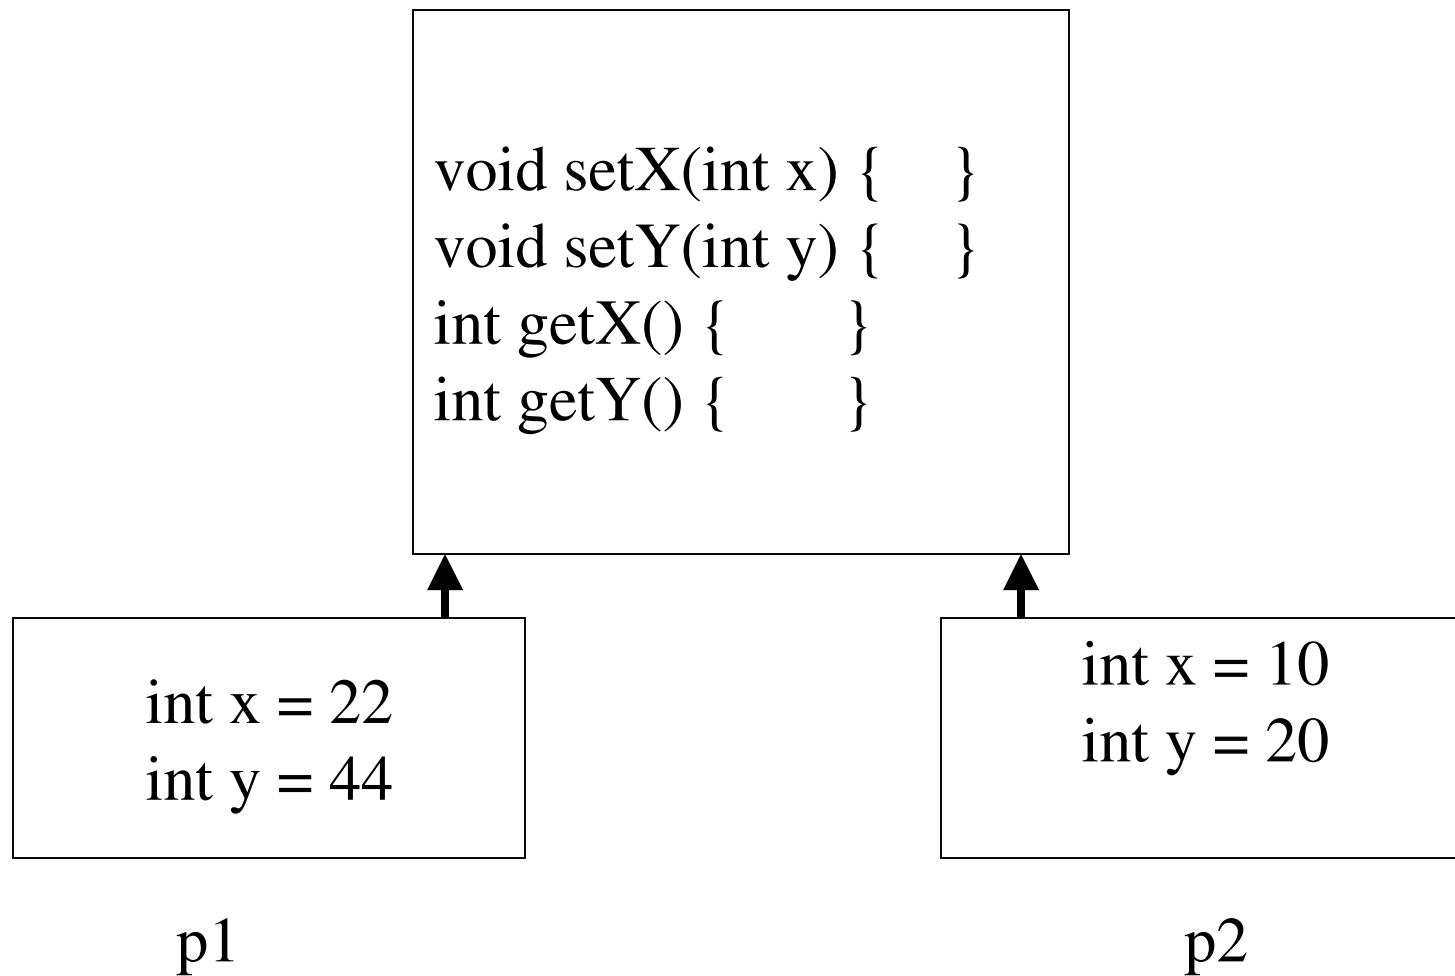 void setX(int x) { }
void setY(int y) { }
int getX() { }
int getY() { }
int x = 22
int y = 44
int x = 10
int y = 20
p1
p2